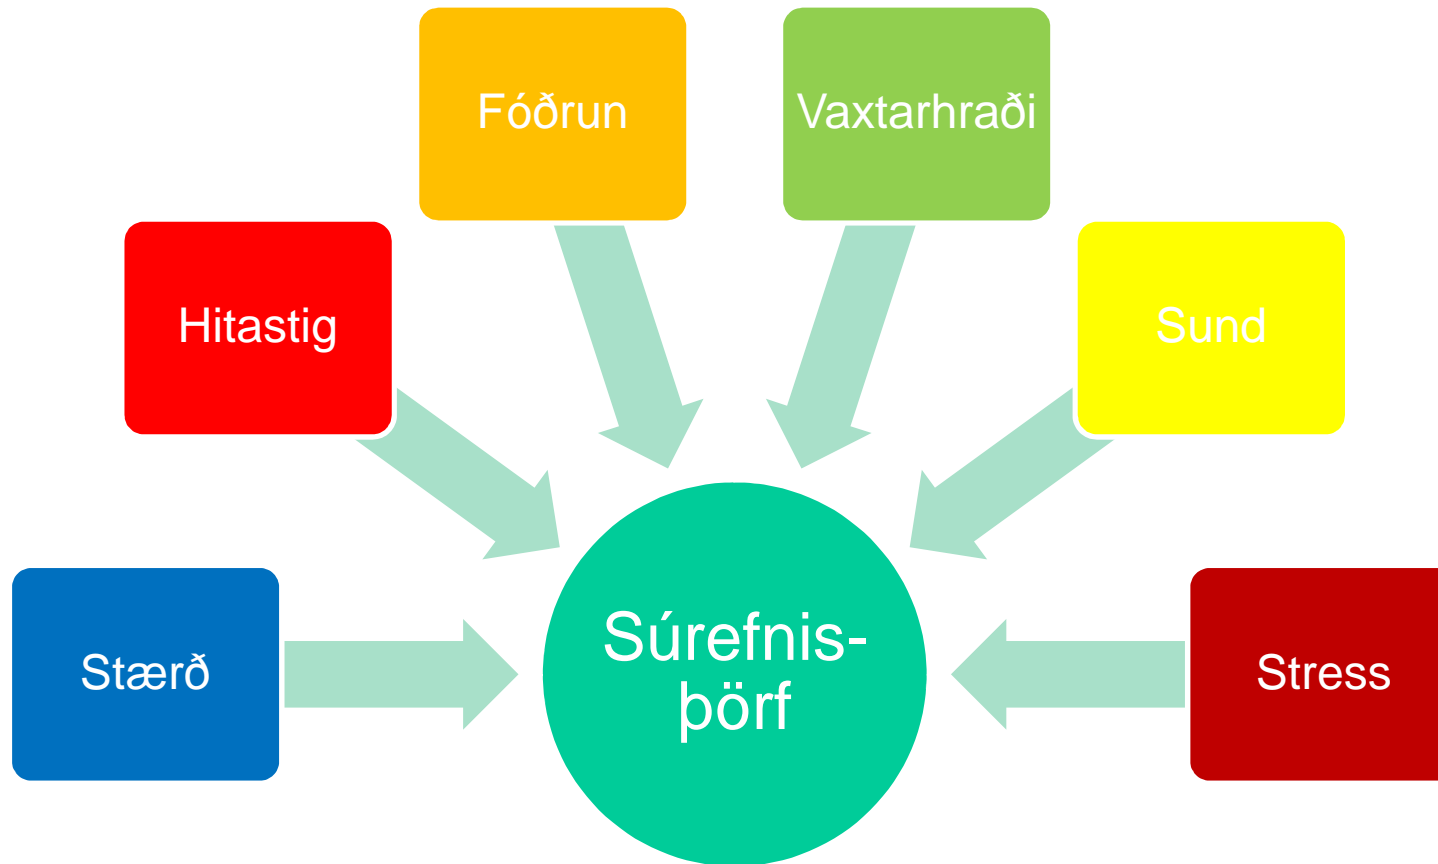 Fóðrun
Vaxtarhraði
Hitastig
Sund
Stærð
Súrefnis-
þörf
Stress